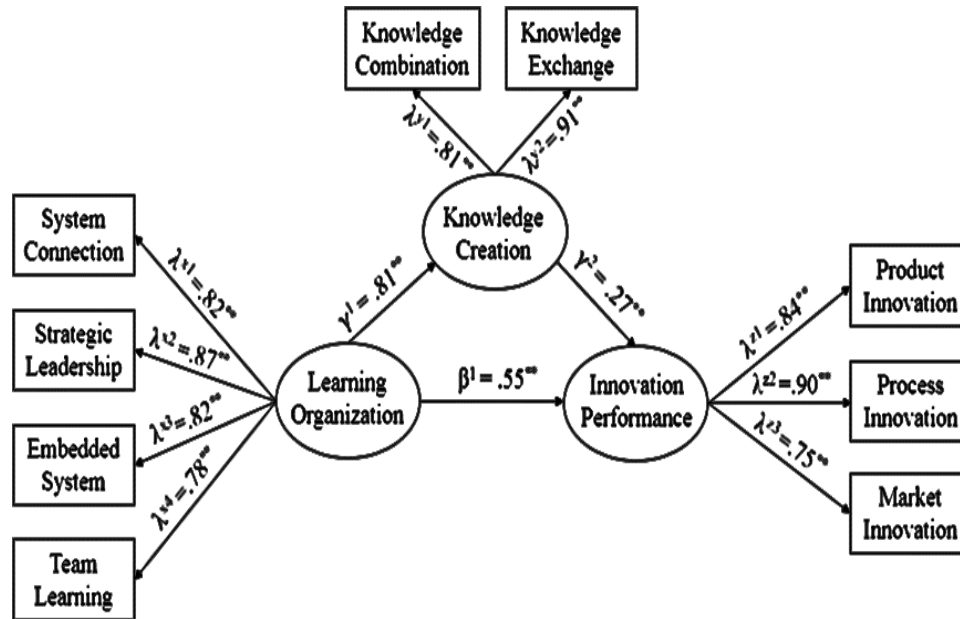 Knowledge
Combination
Knowledge
Exchange
λy1=.81**
λy2=.91**
Knowledge
Creation
System
Connection
Strategic
Leadership
Embedded
System
Team
Learning
λx1=.82**
λx2=.87**
λx3=.82**
λx4=.78**
Learning
Organization
γ1=.81**
γ2=.27**
β1 = .55**
Innovation
Performance
λz1=.84**
λz2=.90**
λz3=.75**
Product
Innovation
Process
Innovation
Market
Innovation